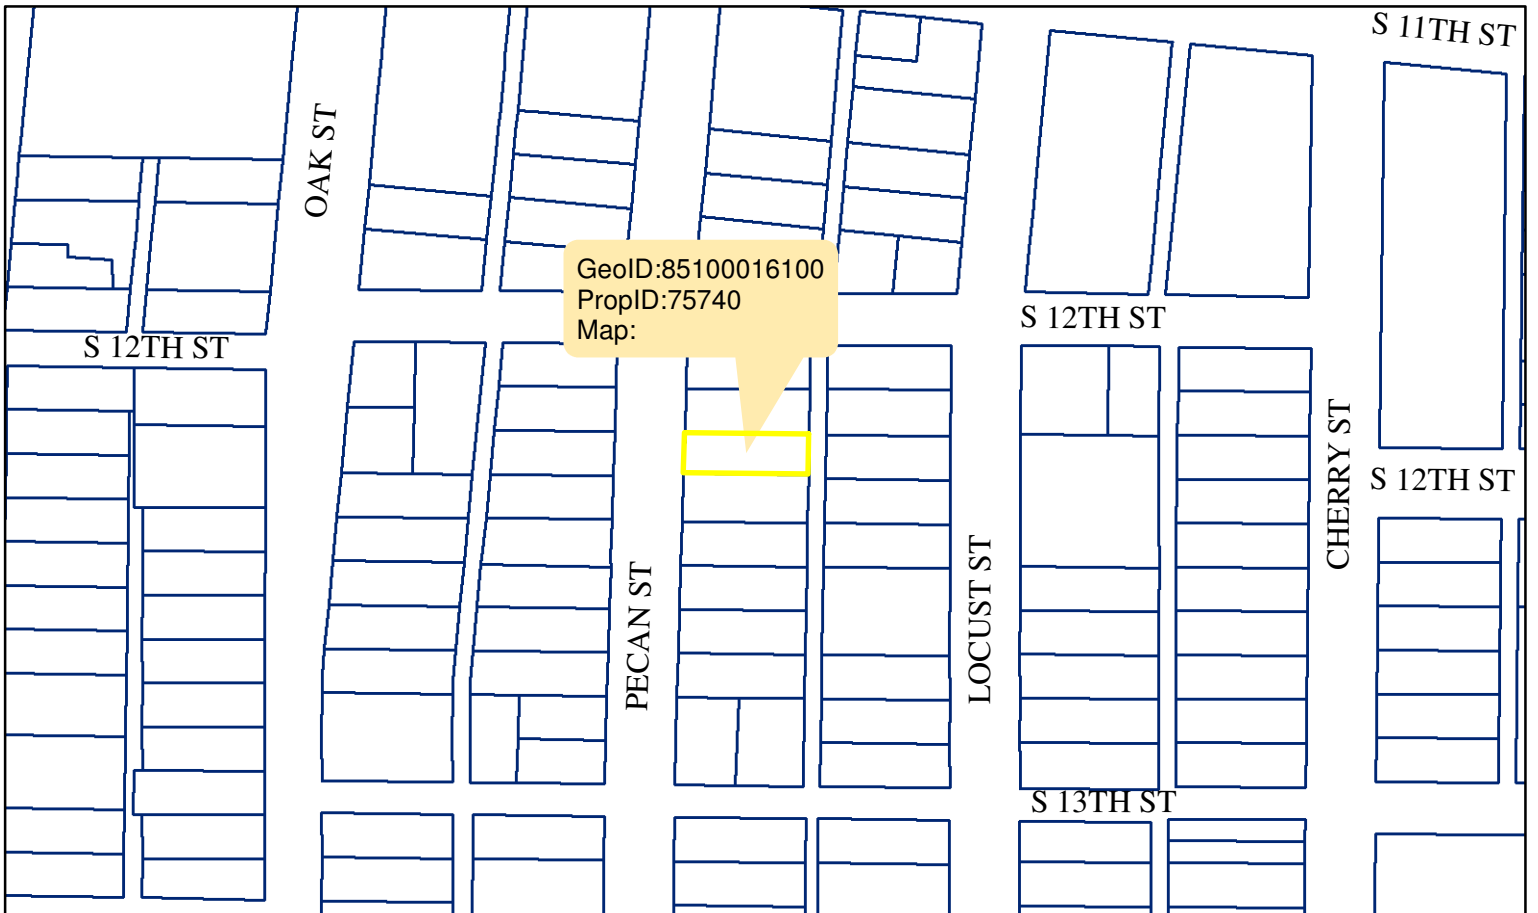 S 11TH ST
OAK ST
GeoID:85100016100
PropID:75740
Map:
S 12TH ST
S 12TH ST
CHERRY ST
S 12TH ST
PECAN ST
LOCUST ST
S 13TH ST